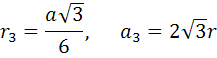 r₃ = a√3/6, a₃ = 2√3r